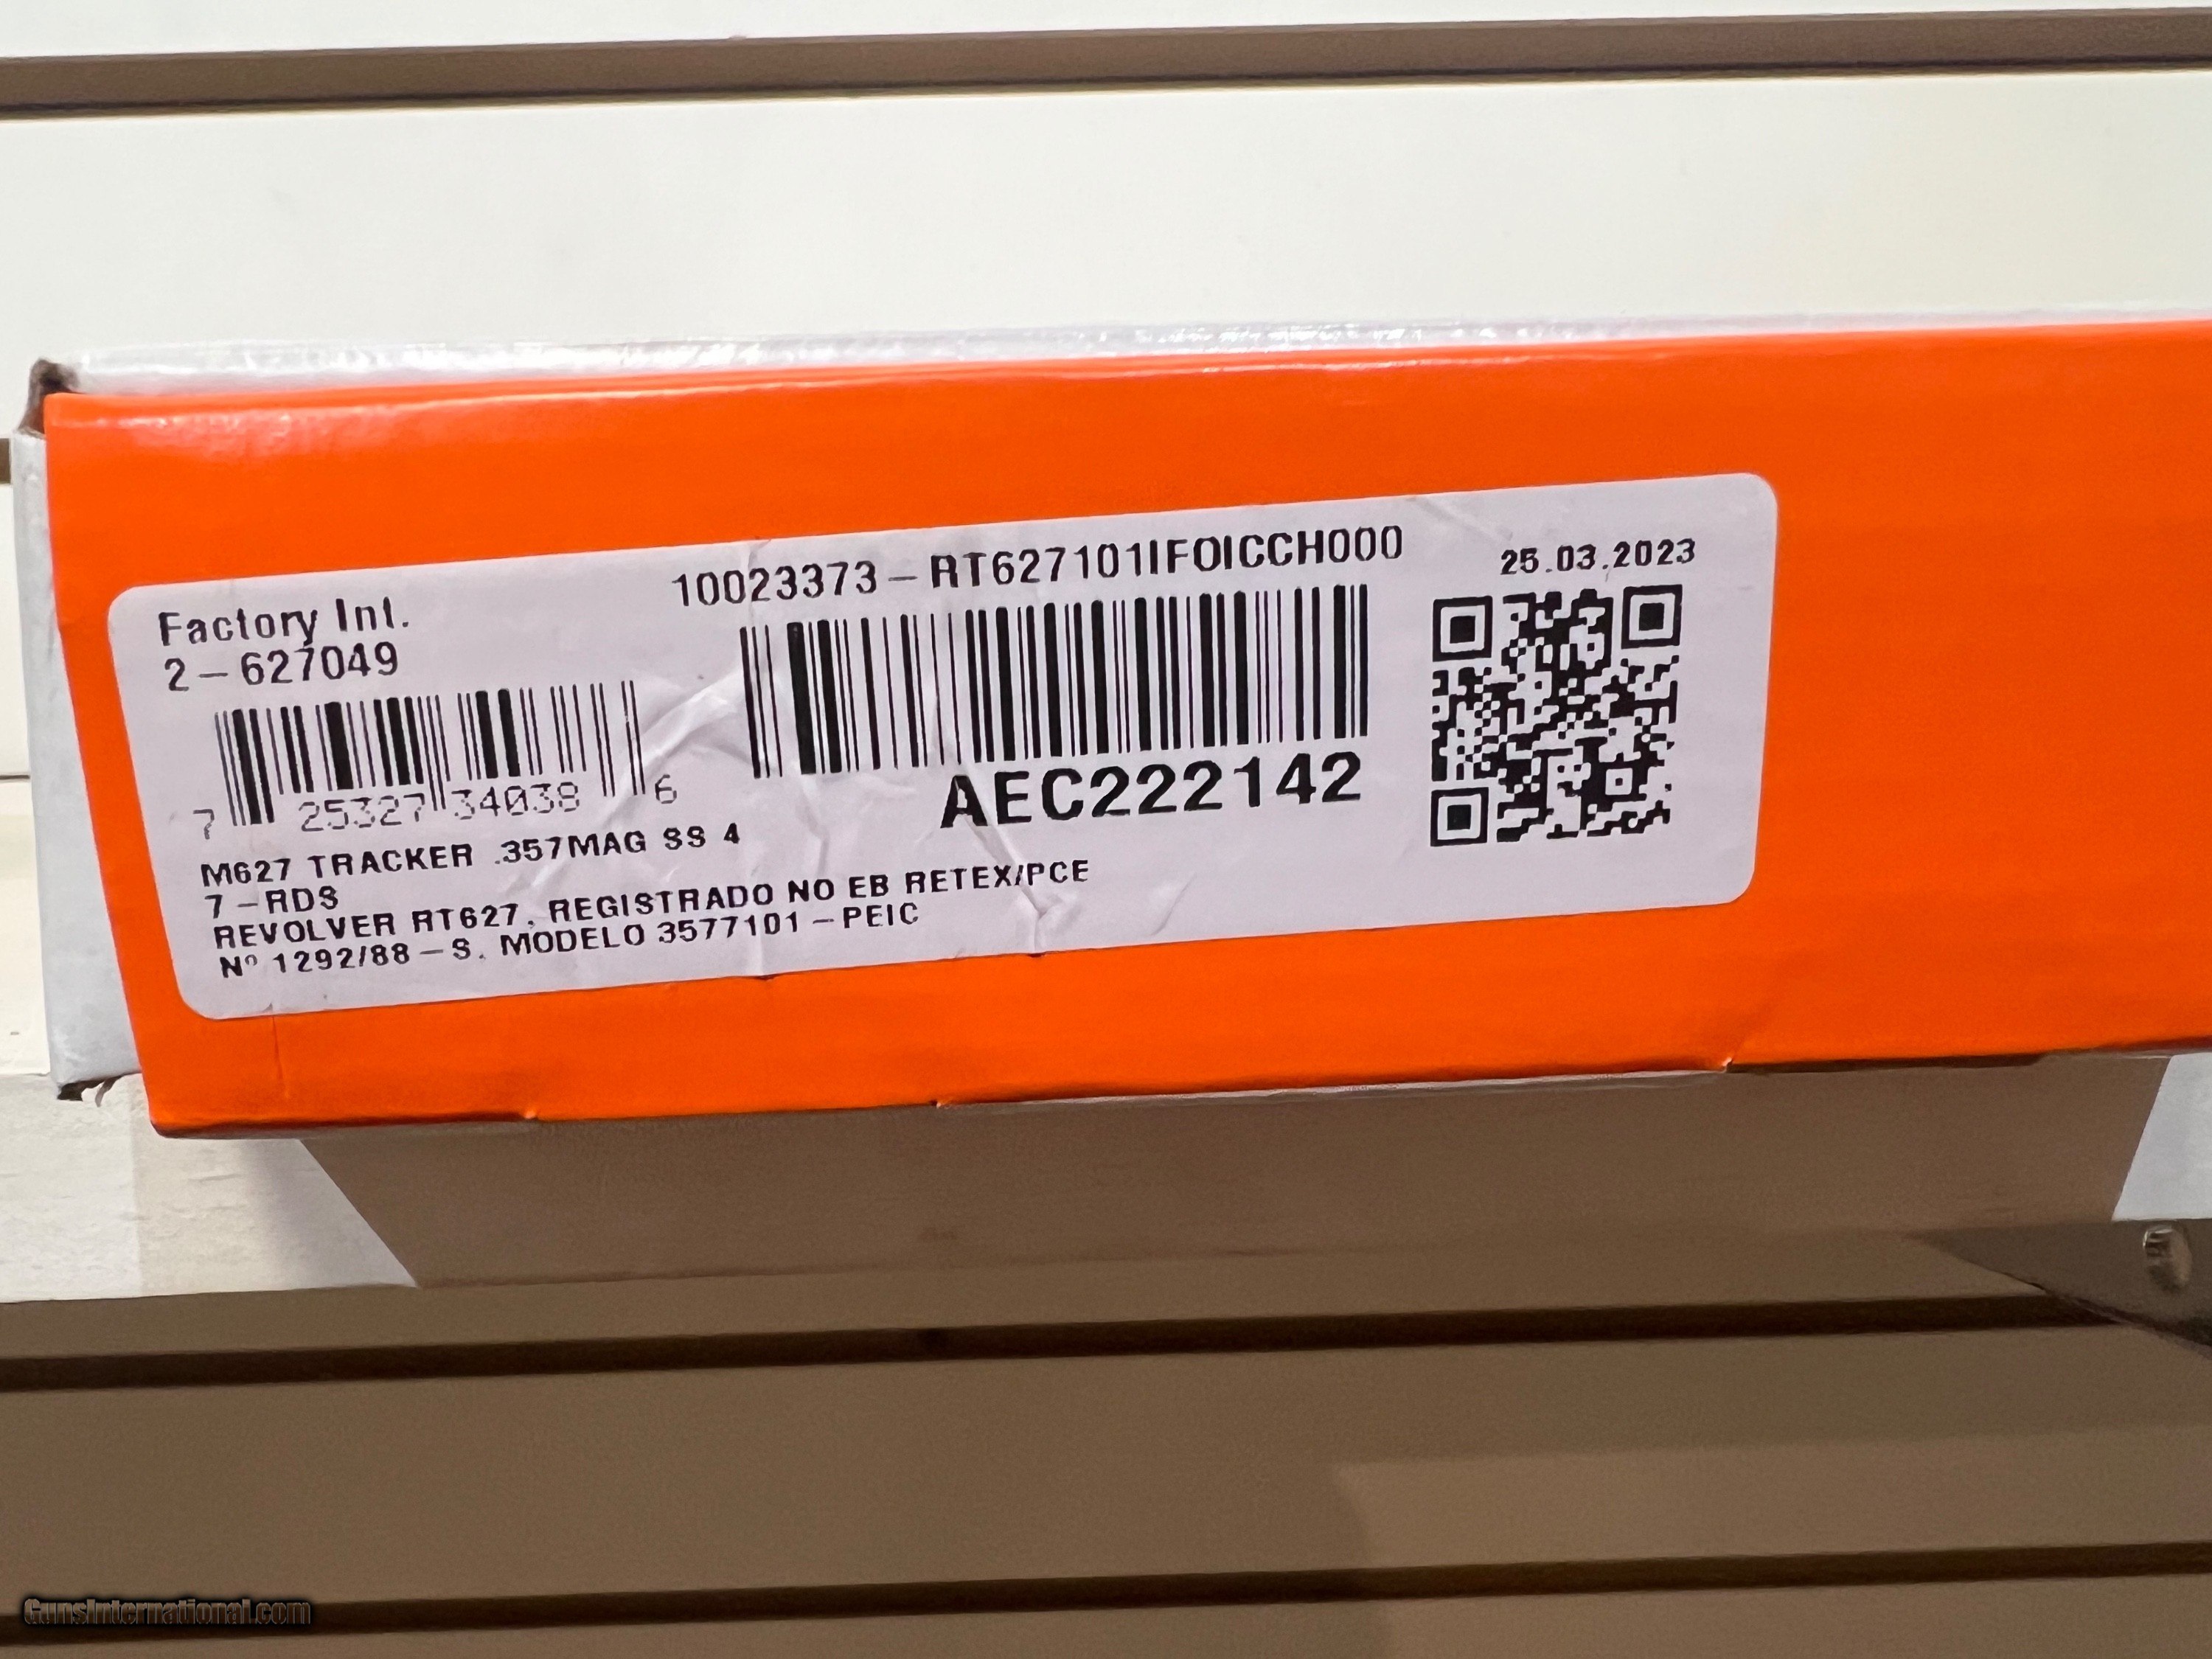 Factory Int.
2-627049
10023373-RT627101IFOICCH000
25.03.2023
7 25327 34038 6
AEC222142
M627 TRACKER .357MAG SS 4
7-RDS
REVOLVER RT627, REGISTRADO NO EB RETEX/PCE
Nº 1292/88-S. MODELO 3577101-PEIC
GunsInternational.com